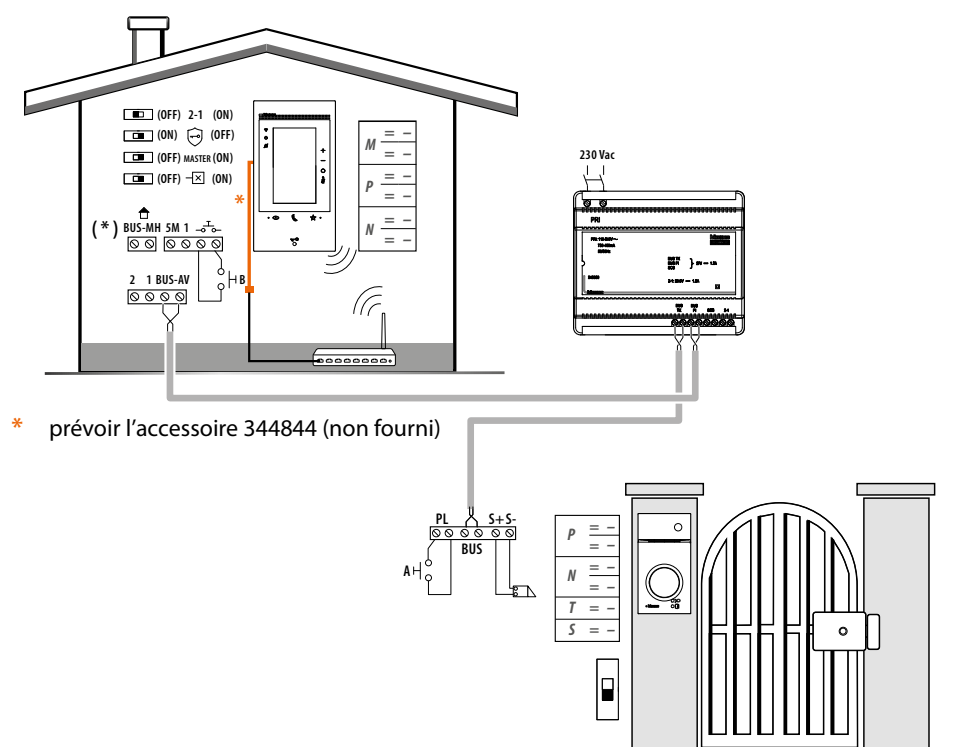 (OFF) 2-1 (ON)
(ON) (OFF)
(OFF) MASTER (ON)
(OFF) (ON)
M = –
= –
P = –
= –
N = –
= –
*
(*) BUS-MH 5M 1
B
2 1 BUS-AV
230 Vac
PRI
* prévoir l'accessoire 344844 (non fourni)
PL S+ S-
BUS
A
P = –
= –
N = –
= –
T = –
S = –